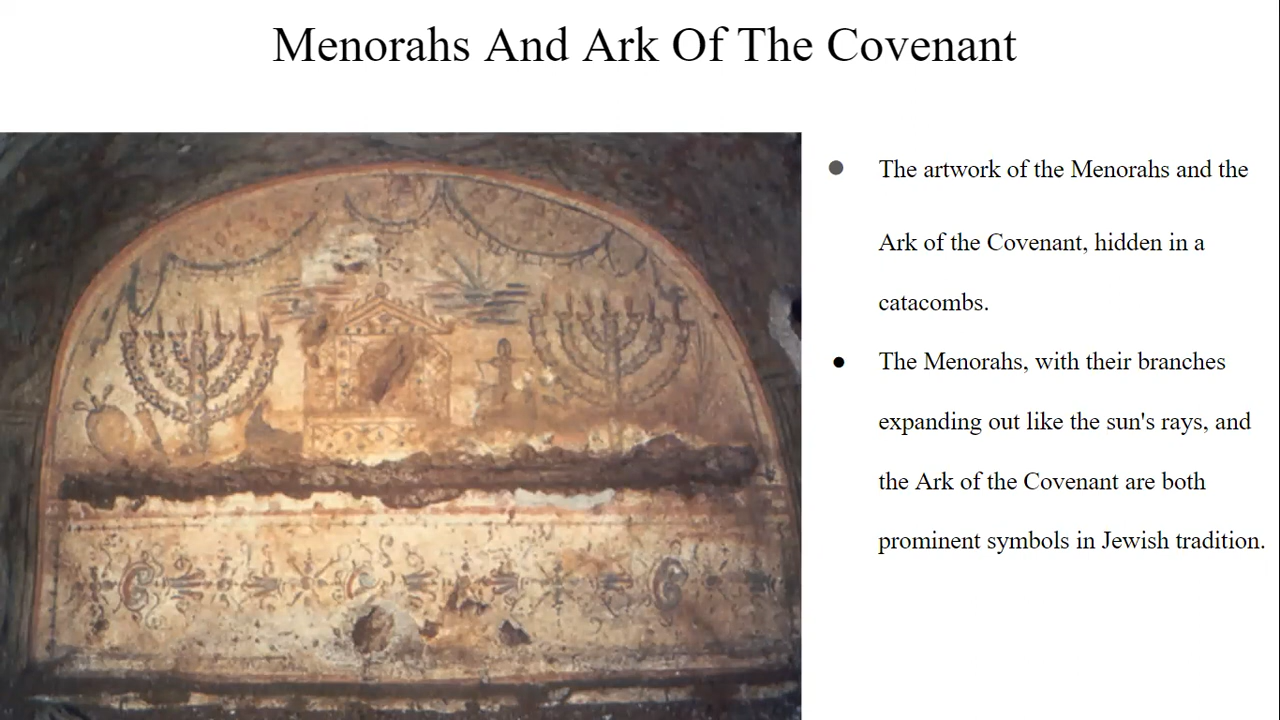 Menorahs And Ark Of The Covenant
● The artwork of the Menorahs and the
Ark of the Covenant, hidden in a
catacombs.
● The Menorahs, with their branches
expanding out like the sun's rays, and
the Ark of the Covenant are both
prominent symbols in Jewish tradition.